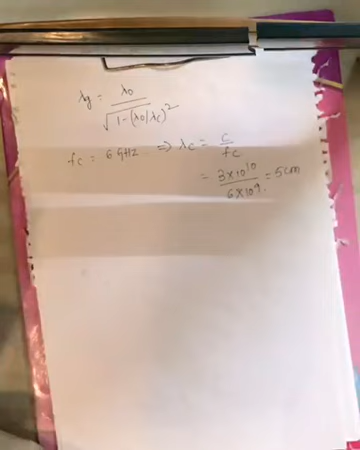 λg = λ0 / √1-(λ0/λc)²
fc = 6 GHz ⇒ λc = c / fc
= 3×10¹⁰ / 6×10⁹. = 5cm